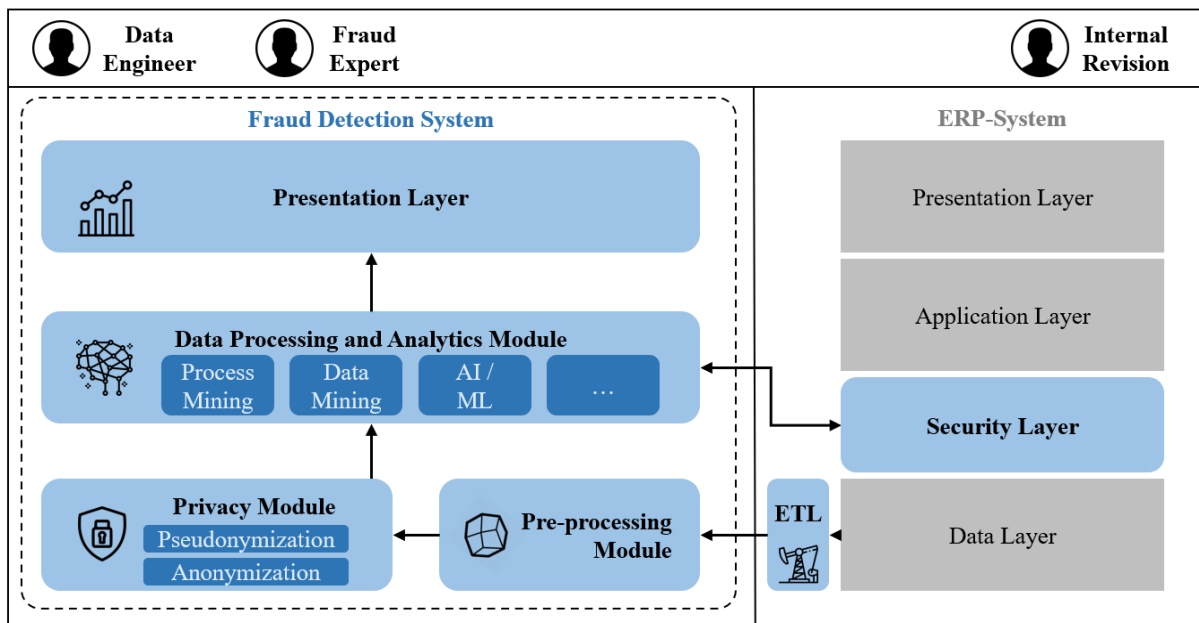 Data
Engineer
Fraud
Expert
Internal
Revision
Fraud Detection System
ERP-System
Presentation Layer
Presentation Layer
Application Layer
Data Processing and Analytics Module
Process
Mining
Data
Mining
AI /
ML
…
Security Layer
Privacy Module
Pseudonymization
Anonymization
Pre-processing
Module
ETL
Data Layer